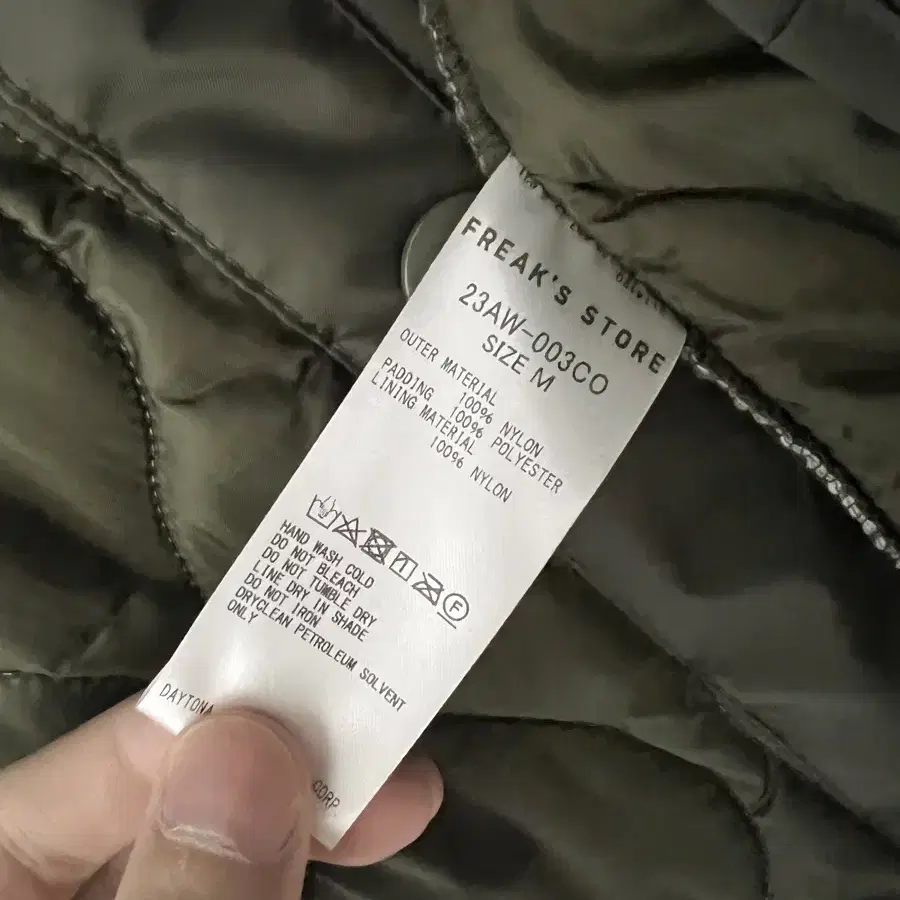 FREAK'S STORE
23AW-003CO
SIZE M
OUTER MATERIAL
100% NYLON
PADDING 100% POLYESTER
LINING MATERIAL
100% NYLON
F
HAND WASH COLD
DO NOT BLEACH
DO NOT TUMBLE DRY
LINE DRY IN SHADE
DO NOT IRON
DRYCLEAN PETROLEUM SOLVENT
ONLY
DAYTONA CORP